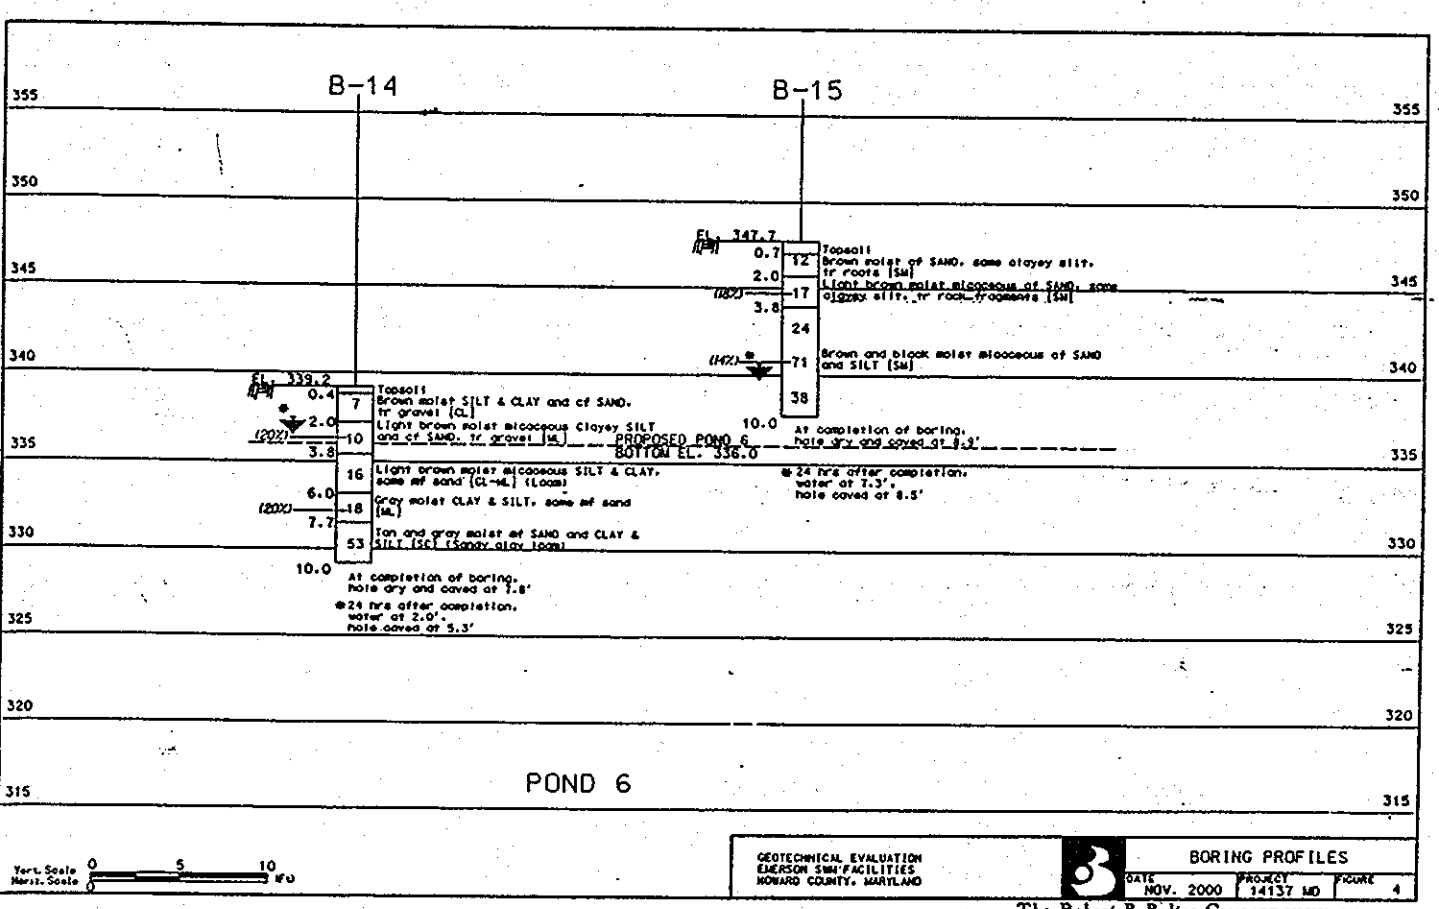 B-14
B-15
355
355
350
350
EL. 347.7
0.7
12
Topsoil
Brown moist cf SAND, some clayey silt,
tr roots [SM]
2.0
345
345
(18%)
17
Light brown moist micaceous cf SAND, some
clayey silt, tr rock fragments [SM]
3.8
24
340
340
(14%)
*
71
Brown and black moist micaceous cf SAND
and SILT [SM]
38
10.0
At completion of boring,
hole dry and caved at 8.9'
* 24 hrs after completion,
water at 7.3',
hole caved at 8.5'
EL. 339.2
0.4
7
Topsoil
Brown moist SILT & CLAY and cf SAND,
tr gravel [CL]
*
2.0
(20%)
10
Light brown moist micaceous Clayey SILT
and cf SAND, tr gravel [ML]
PROPOSED POND 6
BOTTOM EL. 336.0
335
335
3.8
16
Light brown moist micaceous SILT & CLAY,
some mf sand [CL-ML] (Loam)
6.0
(20%)
18
Gray moist CLAY & SILT, some mf sand
[ML]
7.7
53
Tan and gray moist mf SAND and CLAY &
SILT [SC] (Sandy clay loam)
330
330
10.0
At completion of boring,
hole dry and caved at 7.8'
* 24 hrs after completion,
water at 2.0',
hole caved at 5.3'
325
325
320
320
POND 6
315
315
Vert. Scale
Horiz. Scale
0
5
10
0
GEOTECHNICAL EVALUATION
EMERSON SWM FACILITIES
HOWARD COUNTY, MARYLAND
BORING PROFILES
DATE
NOV. 2000
PROJECT
14137 MD
FIGURE
4